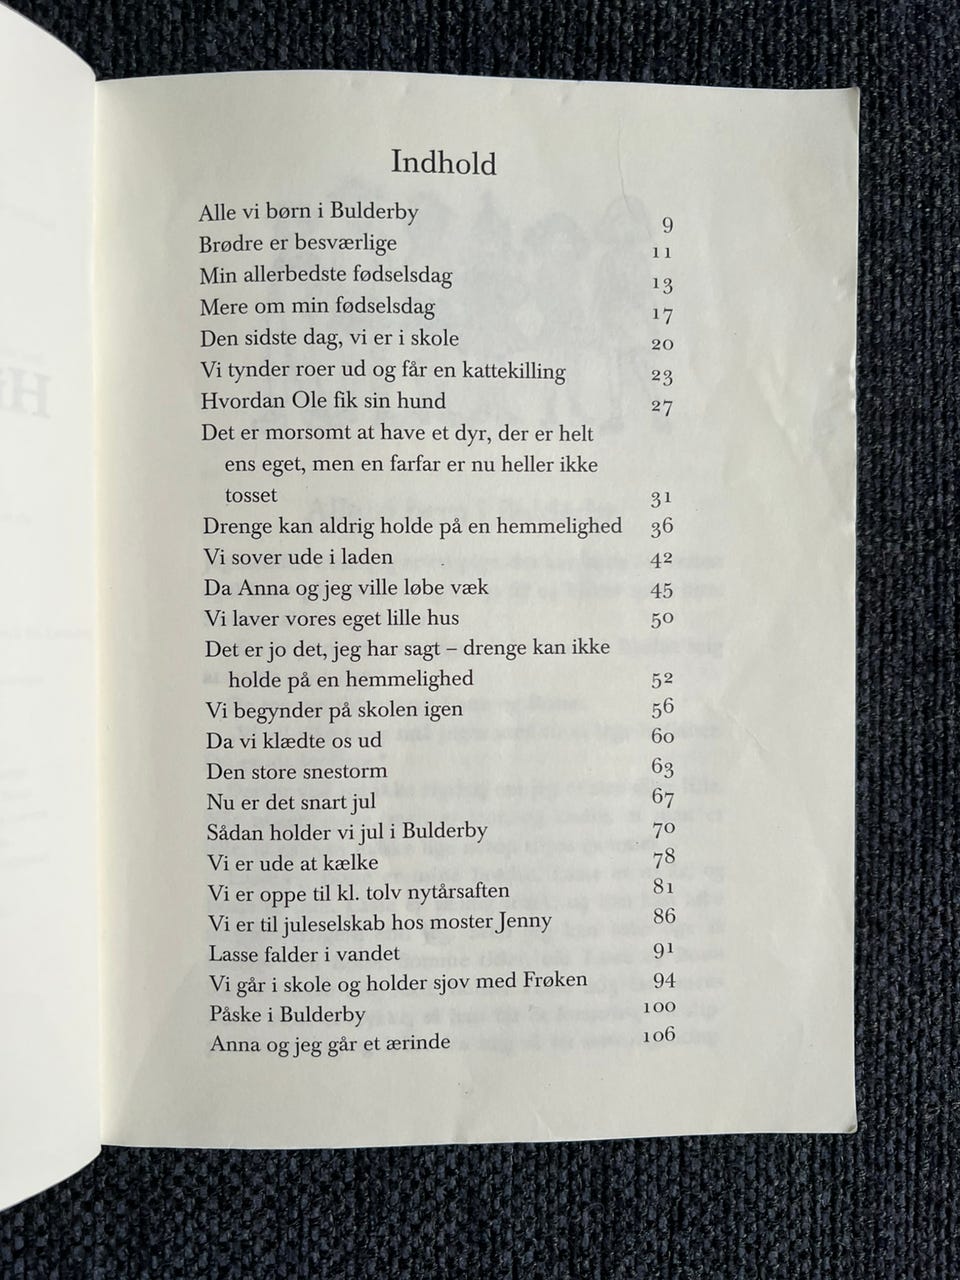 Indhold
Alle vi børn i Bulderby 9
Brødre er besværlige 11
Min allerbedste fødselsdag 13
Mere om min fødselsdag 17
Den sidste dag, vi er i skole 20
Vi tynder roer ud og får en kattekilling 23
Hvordan Ole fik sin hund 27
Det er morsomt at have et dyr, der er helt
ens eget, men en farfar er nu heller ikke
tosset 31
Drenge kan aldrig holde på en hemmelighed 36
Vi sover ude i laden 42
Da Anna og jeg ville løbe væk 45
Vi laver vores eget lille hus 50
Det er jo det, jeg har sagt – drenge kan ikke
holde på en hemmelighed 52
Vi begynder på skolen igen 56
Da vi klædte os ud 60
Den store snestorm 63
Nu er det snart jul 67
Sådan holder vi jul i Bulderby 70
Vi er ude at kælke 78
Vi er oppe til kl. tolv nytårsaften 81
Vi er til juleselskab hos moster Jenny 86
Lasse falder i vandet 91
Vi går i skole og holder sjov med Frøken 94
Påske i Bulderby 100
Anna og jeg går et ærinde 106